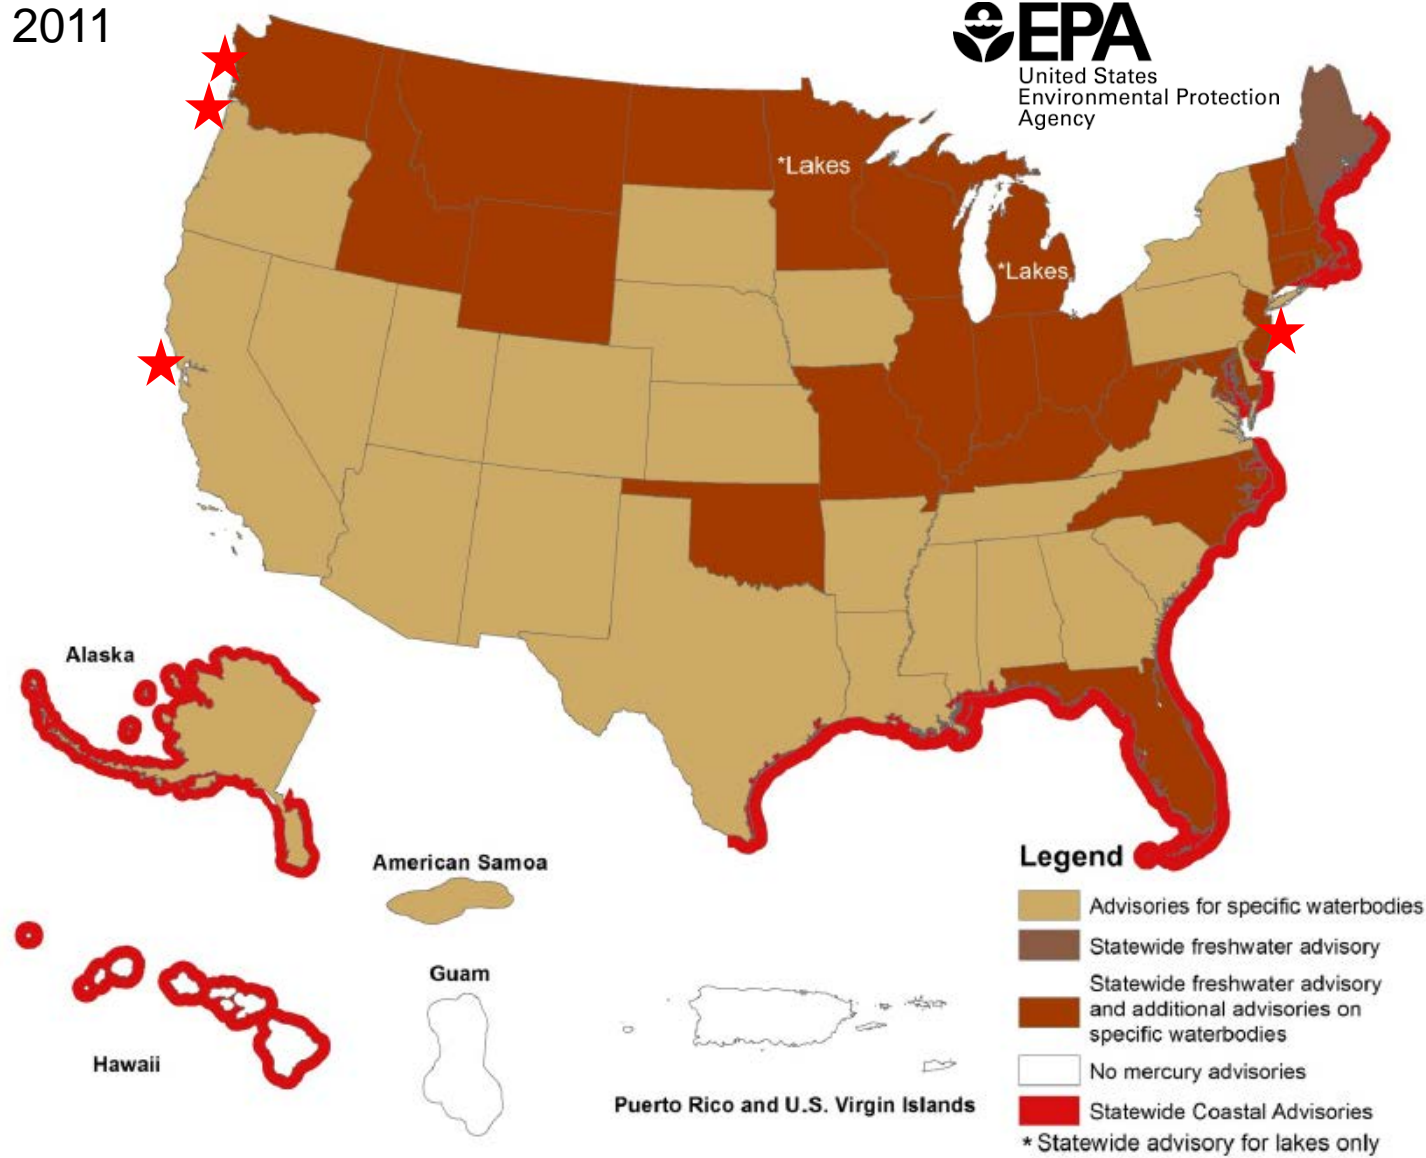 2011
EPA
United States
Environmental Protection
Agency
*Lakes
*Lakes
Alaska
American Samoa
Guam
Hawaii
Puerto Rico and U.S. Virgin Islands
Legend
Advisories for specific waterbodies
Statewide freshwater advisory
Statewide freshwater advisory
and additional advisories on
specific waterbodies
No mercury advisories
Statewide Coastal Advisories
* Statewide advisory for lakes only